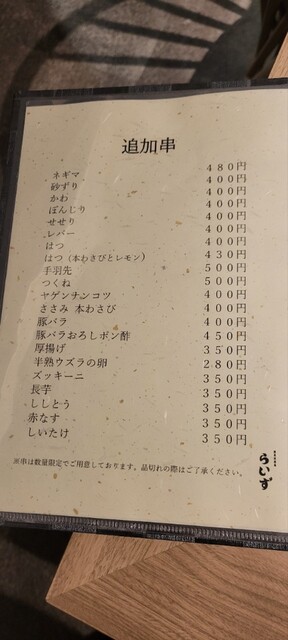 追加串
ネギマ 480円
砂ずり 400円
かわ 400円
ぼんじり 400円
せせり 400円
レバー 400円
はつ 400円
はつ（本わさびとレモン） 430円
手羽先 500円
つくね 500円
ヤゲンナンコツ 400円
ささみ 本わさび 400円
豚バラ 400円
豚バラおろしポン酢 450円
厚揚げ 350円
半熟ウズラの卵 280円
ズッキーニ 350円
長芋 350円
ししとう 350円
赤なす 350円
しいたけ 350円
※串は数量限定でご用意しております。品切れの際はご了承ください。
らいず